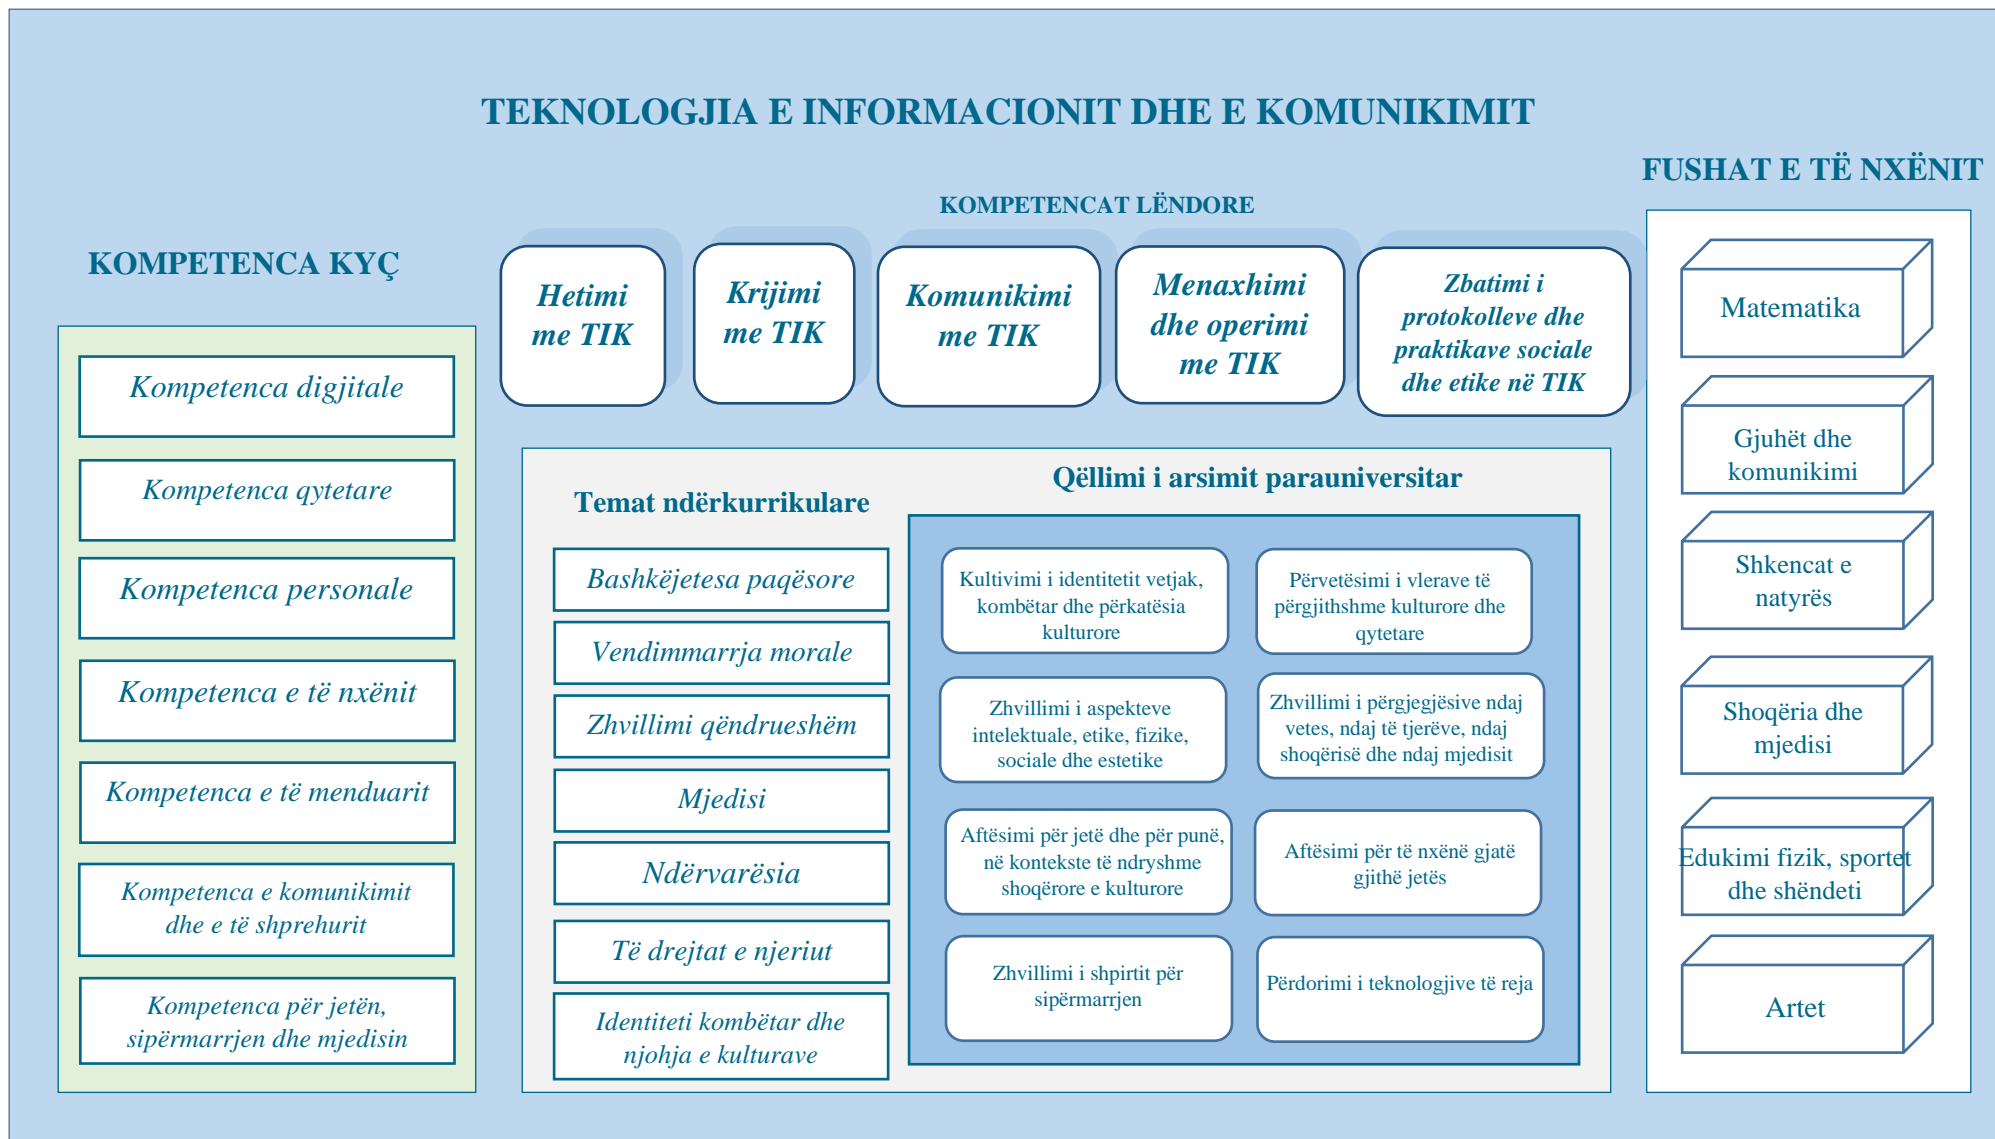 TEKNOLOGJIA E INFORMACIONIT DHE E KOMUNIKIMIT
KOMPETENCA KYÇ
Kompetenca digjitale
Kompetenca qytetare
Kompetenca personale
Kompetenca e të nxënit
Kompetenca e të menduarit
Kompetenca e komunikimit
dhe e të shprehurit
Kompetenca për jetën,
sipërmarrjen dhe mjedisin
KOMPETENCAT LËNDORE
Hetimi
me TIK
Krijimi
me TIK
Komunikimi
me TIK
Menaxhimi
dhe operimi
me TIK
Zbatimi i
protokolleve dhe
praktikave sociale
dhe etike në TIK
Temat ndërkurrikulare
Bashkëjetesa paqësore
Vendimmarrja morale
Zhvillimi qëndrueshëm
Mjedisi
Ndërvarësia
Të drejtat e njeriut
Identiteti kombëtar dhe
njohja e kulturave
Qëllimi i arsimit parauniversitar
Kultivimi i identitetit vetjak,
kombëtar dhe përkatësia
kulturore
Përvetësimi i vlerave të
përgjithshme kulturore dhe
qytetare
Zhvillimi i aspekteve
intelektuale, etike, fizike,
sociale dhe estetike
Zhvillimi i përgjegjësive ndaj
vetes, ndaj të tjerëve, ndaj
shoqërisë dhe ndaj mjedisit
Aftësimi për jetë dhe për punë,
në kontekste të ndryshme
shoqërore e kulturore
Aftësimi për të nxënë gjatë
gjithë jetës
Zhvillimi i shpirtit për
sipërmarrjen
Përdorimi i teknologjive të reja
FUSHAT E TË NXËNIT
Matematika
Gjuhët dhe
komunikimi
Shkencat e
natyrës
Shoqëria dhe
mjedisi
Edukimi fizik, sportet
dhe shëndeti
Artet